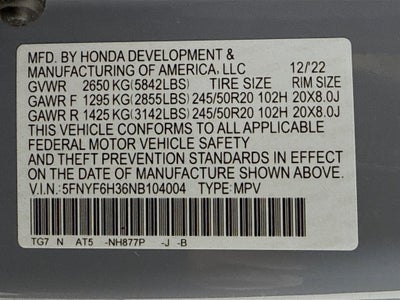 MFD. BY HONDA DEVELOPMENT &
MANUFACTURING OF AMERICA, LLC 12/'22
GVWR 2650 KG(5842LBS) TIRE SIZE RIM SIZE
GAWR F 1295 KG(2855LBS) 245/50R20 102H 20X8.0J
GAWR R 1425 KG(3142LBS) 245/50R20 102H 20X8.0J
THIS VEHICLE CONFORMS TO ALL APPLICABLE
FEDERAL MOTOR VEHICLE SAFETY
AND THEFT PREVENTION STANDARDS IN EFFECT
ON THE DATE OF MANUFACTURE SHOWN ABOVE.
V.I.N.: 5FNYF6H36NB104004 TYPE: MPV
TG7 N AT5 -NH877P -J -B